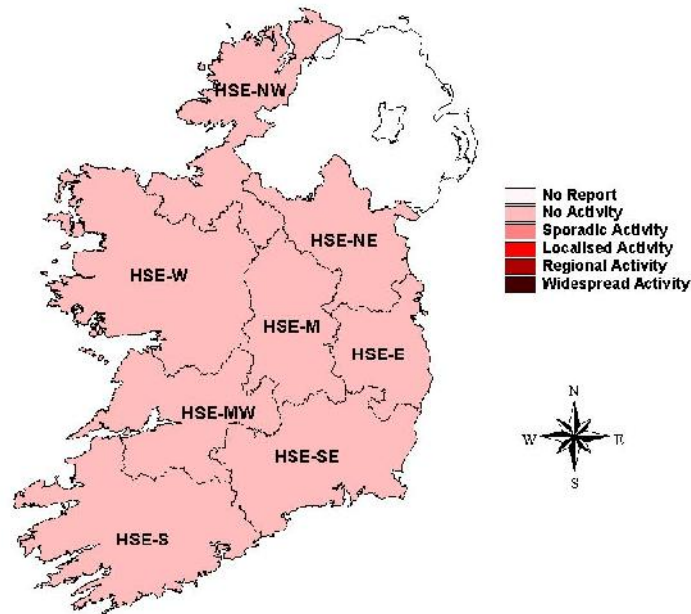 HSE-NW
No Report
No Activity
Sporadic Activity
Localised Activity
Regional Activity
Widespread Activity
HSE-NE
HSE-W
HSE-M
HSE-E
HSE-MW
HSE-SE
HSE-S
N
W
E
S